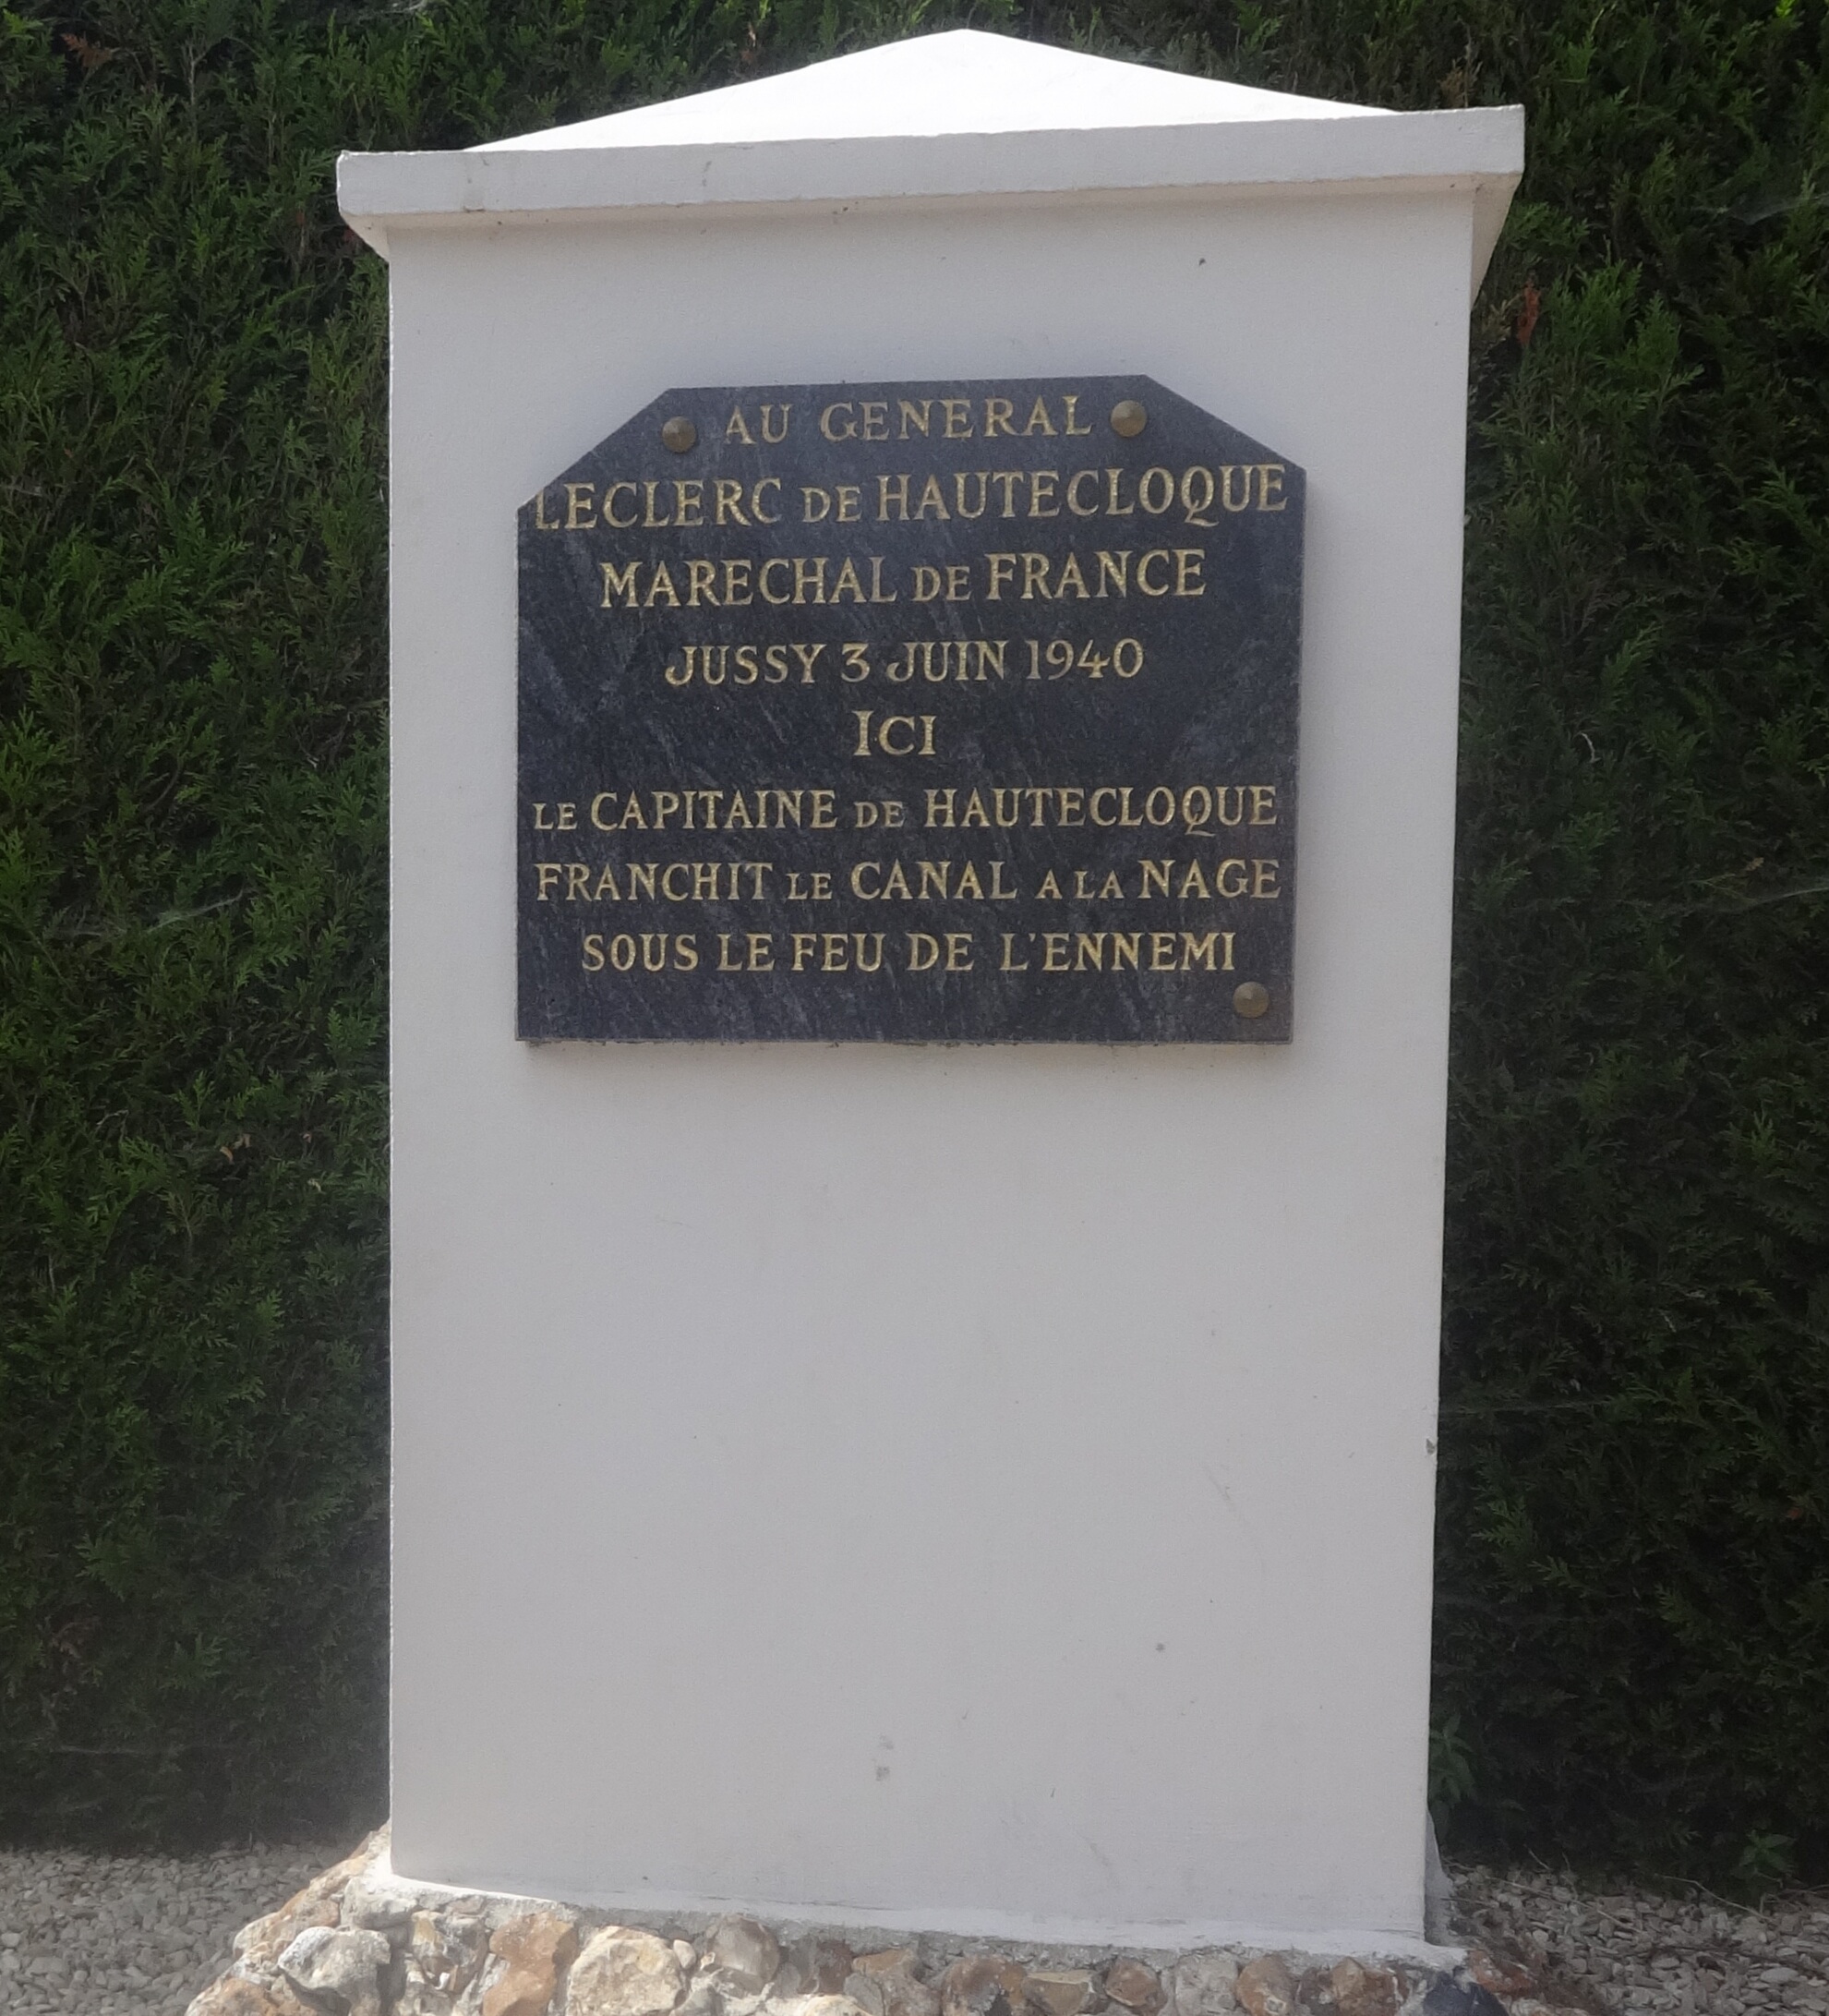 AU GENERAL
LECLERC DE HAUTECLOQUE
MARECHAL DE FRANCE
JUSSY 3 JUIN 1940
ICI
LE CAPITAINE DE HAUTECLOQUE
FRANCHIT LE CANAL A LA NAGE
SOUS LE FEU DE L'ENNEMI